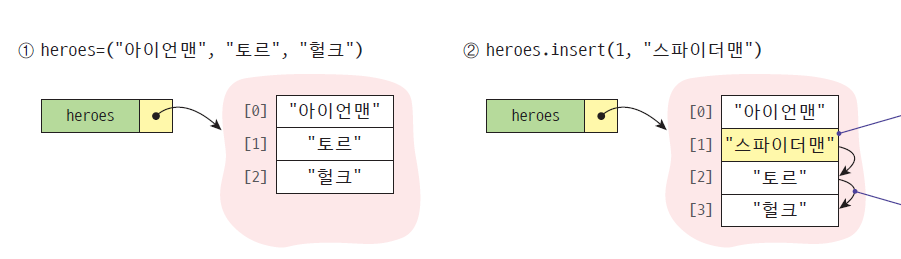 ① heroes=("아이언맨", "토르", "헐크")
heroes
[0] "아이언맨"
[1] "토르"
[2] "헐크"
② heroes.insert(1, "스파이더맨")
heroes
[0] "아이언맨"
[1] "스파이더맨"
[2] "토르"
[3] "헐크"